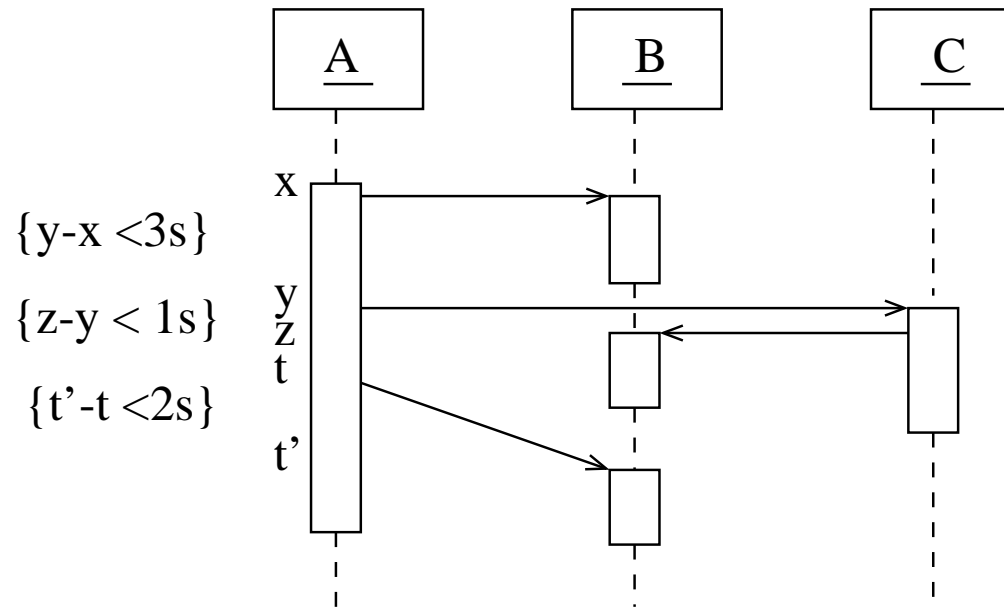 A
B
C
x
{y-x <3s}
y
{z-y < 1s}
z
t
{t’-t <2s}
t’